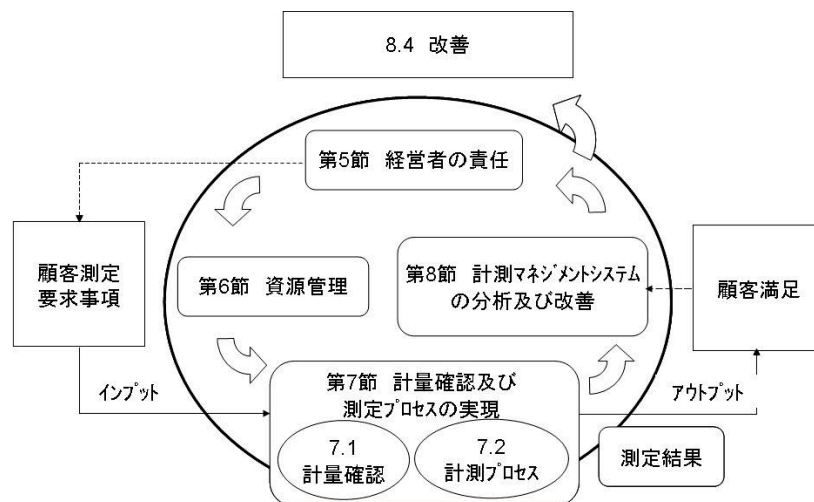 8.4 改善
第5節 経営者の責任
顧客測定
要求事項
第6節 資源管理
第8節 計測マネジメントシステム
の分析及び改善
顧客満足
インプット
第7節 計量確認及び
測定プロセスの実現
アウトプット
7.1
計量確認
7.2
計測プロセス
測定結果